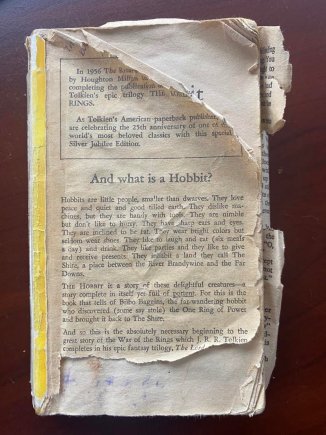 In 1956 The
by Houghton Mifflin
completing the publication
Tolkien's epic trilogy THE
RINGS.
it
As Tolkien's American paperback publisher,
are celebrating the 25th anniversary of one of the
world's most beloved classics with this special
Silver Jubilee Edition.
And what is a Hobbit?
Hobbits are little people, smaller than dwarves. They love
peace and quiet and good tilled earth. They dislike ma-
chines, but they are handy with tools. They are nimble
but don't like to hurry. They have sharp ears and eyes.
They are inclined to be fat. They wear bright colors but
seldom wear shoes. They like to laugh and eat (six meals
a day) and drink. They like parties and they like to give
and receive presents. They inhabit a land they call
The Shire, a place between the River Brandywine and the Far
Downs.
THE HOBBIT is a story of these delightful creatures—a
story complete in itself yet full of portent. For this is the
book that tells of Bilbo Baggins, the far-wandering hobbit
who discovered (some say stole) the One Ring of Power
and brought it back to The Shire.
And so this is the absolutely necessary beginning to the
great story of the War of the Rings which J. R. R. Tolkien
completes in his epic fantasy trilogy, The Lord